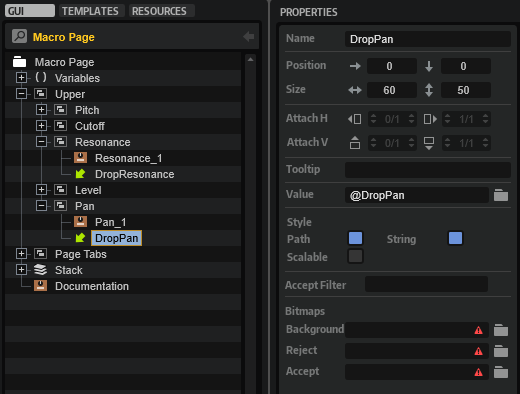 GUI TEMPLATES RESOURCES
Macro Page
Macro Page
( ) Variables
Upper
Pitch
Cutoff
Resonance
Resonance_1
DropResonance
Level
Pan
Pan_1
DropPan
Page Tabs
Stack
Documentation
PROPERTIES
Name DropPan
Position 0 0
Size 60 50
Attach H 0/1 1/1
Attach V 0/1 1/1
Tooltip
Value @DropPan
Style
Path String
Scalable
Accept Filter
Bitmaps
Background
Reject
Accept